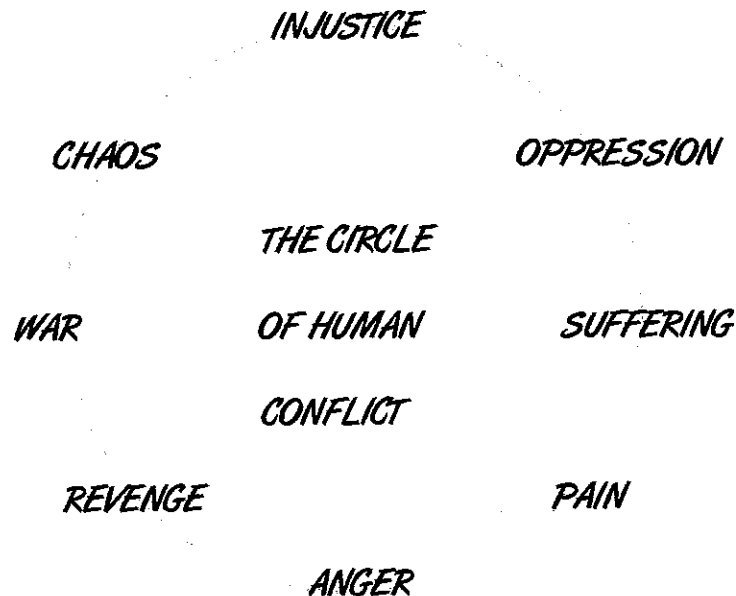 INJUSTICE
CHAOS
OPPRESSION
THE CIRCLE
WAR
OF HUMAN
SUFFERING
CONFLICT
REVENGE
PAIN
ANGER